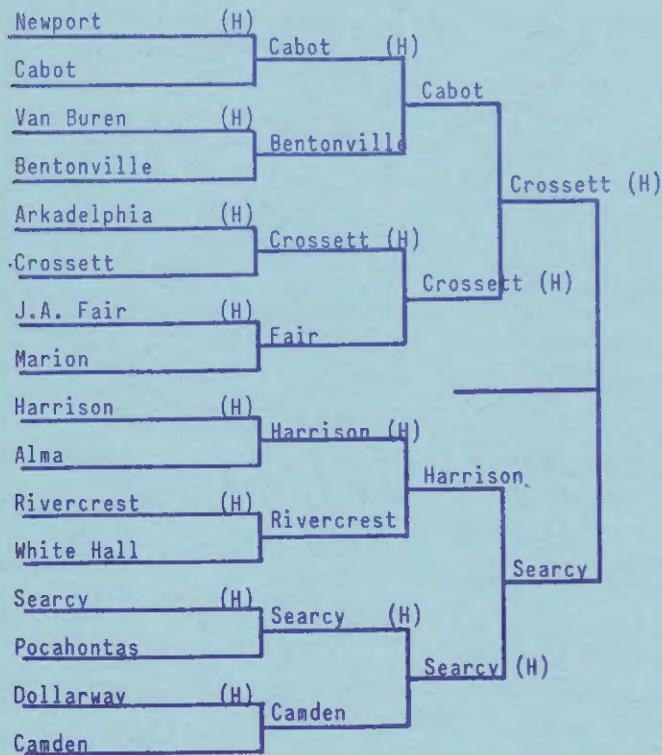 Newport (H)
Cabot
Van Buren (H)
Bentonville
Arkadelphia (H)
Crossett
J.A. Fair (H)
Marion
Harrison (H)
Alma
Rivercrest (H)
White Hall
Searcy (H)
Pocahontas
Dollarway (H)
Camden
Cabot (H)
Bentonville
Crossett (H)
Fair
Harrison (H)
Rivercrest
Searcy (H)
Camden
Cabot
Crossett (H)
Harrison
Searcy (H)
Crossett (H)
Searcy